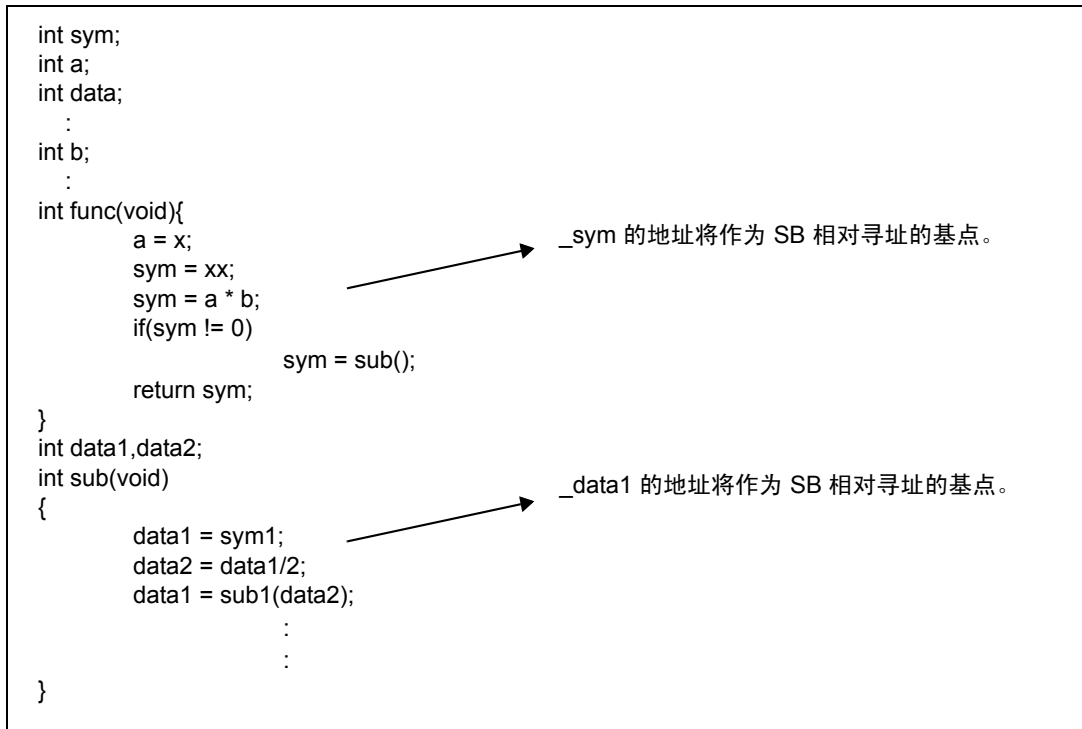 int sym;
int a;
int data;
:
int b;
:
int func(void){
a = x;
_sym 的地址将作为 SB 相对寻址的基点。
sym = xx;
sym = a * b;
if(sym != 0)
sym = sub();
return sym;
}
int data1,data2;
int sub(void)
_data1 的地址将作为 SB 相对寻址的基点。
{
data1 = sym1;
data2 = data1/2;
data1 = sub1(data2);
:
:
}